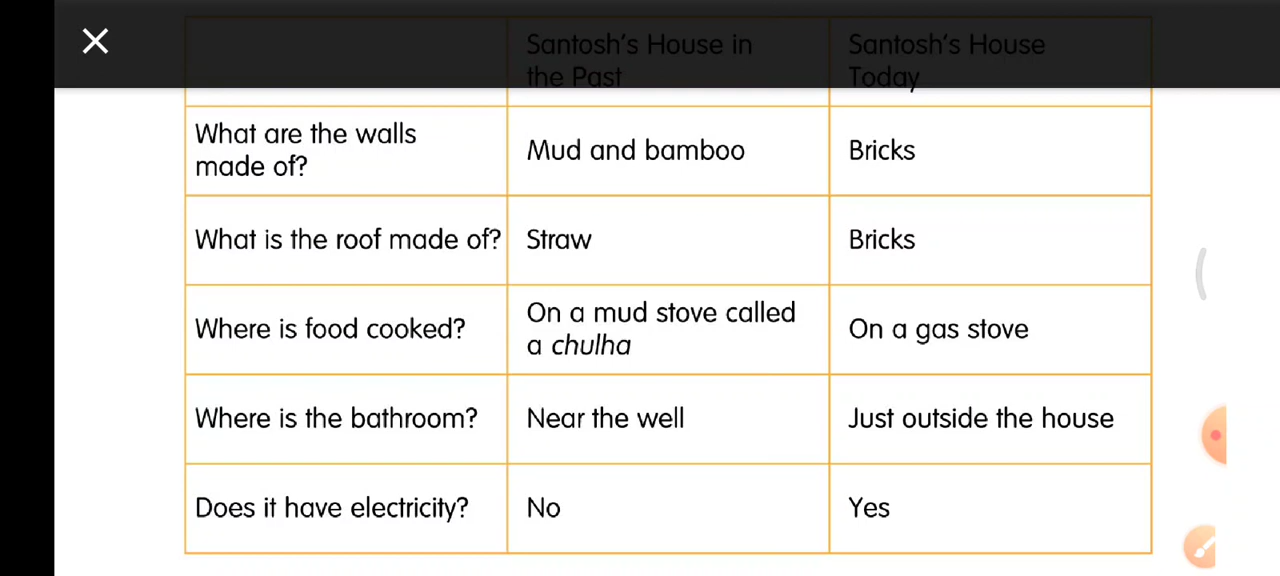 Santosh's House in
the Past
Santosh's House
Today
What are the walls
made of?
Mud and bamboo
Bricks
What is the roof made of?
Straw
Bricks
Where is food cooked?
On a mud stove called
a chulha
On a gas stove
Where is the bathroom?
Near the well
Just outside the house
Does it have electricity?
No
Yes